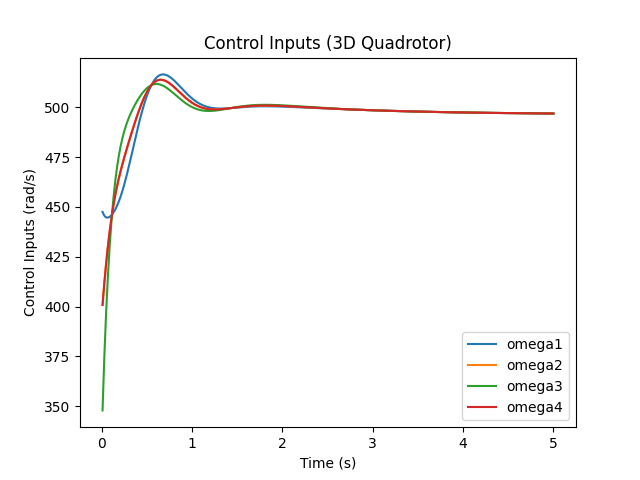 Control Inputs (3D Quadrotor)
Control Inputs (rad/s)
500
475
450
425
400
375
350
0 1 2 3 4 5
Time (s)
omega1
omega2
omega3
omega4